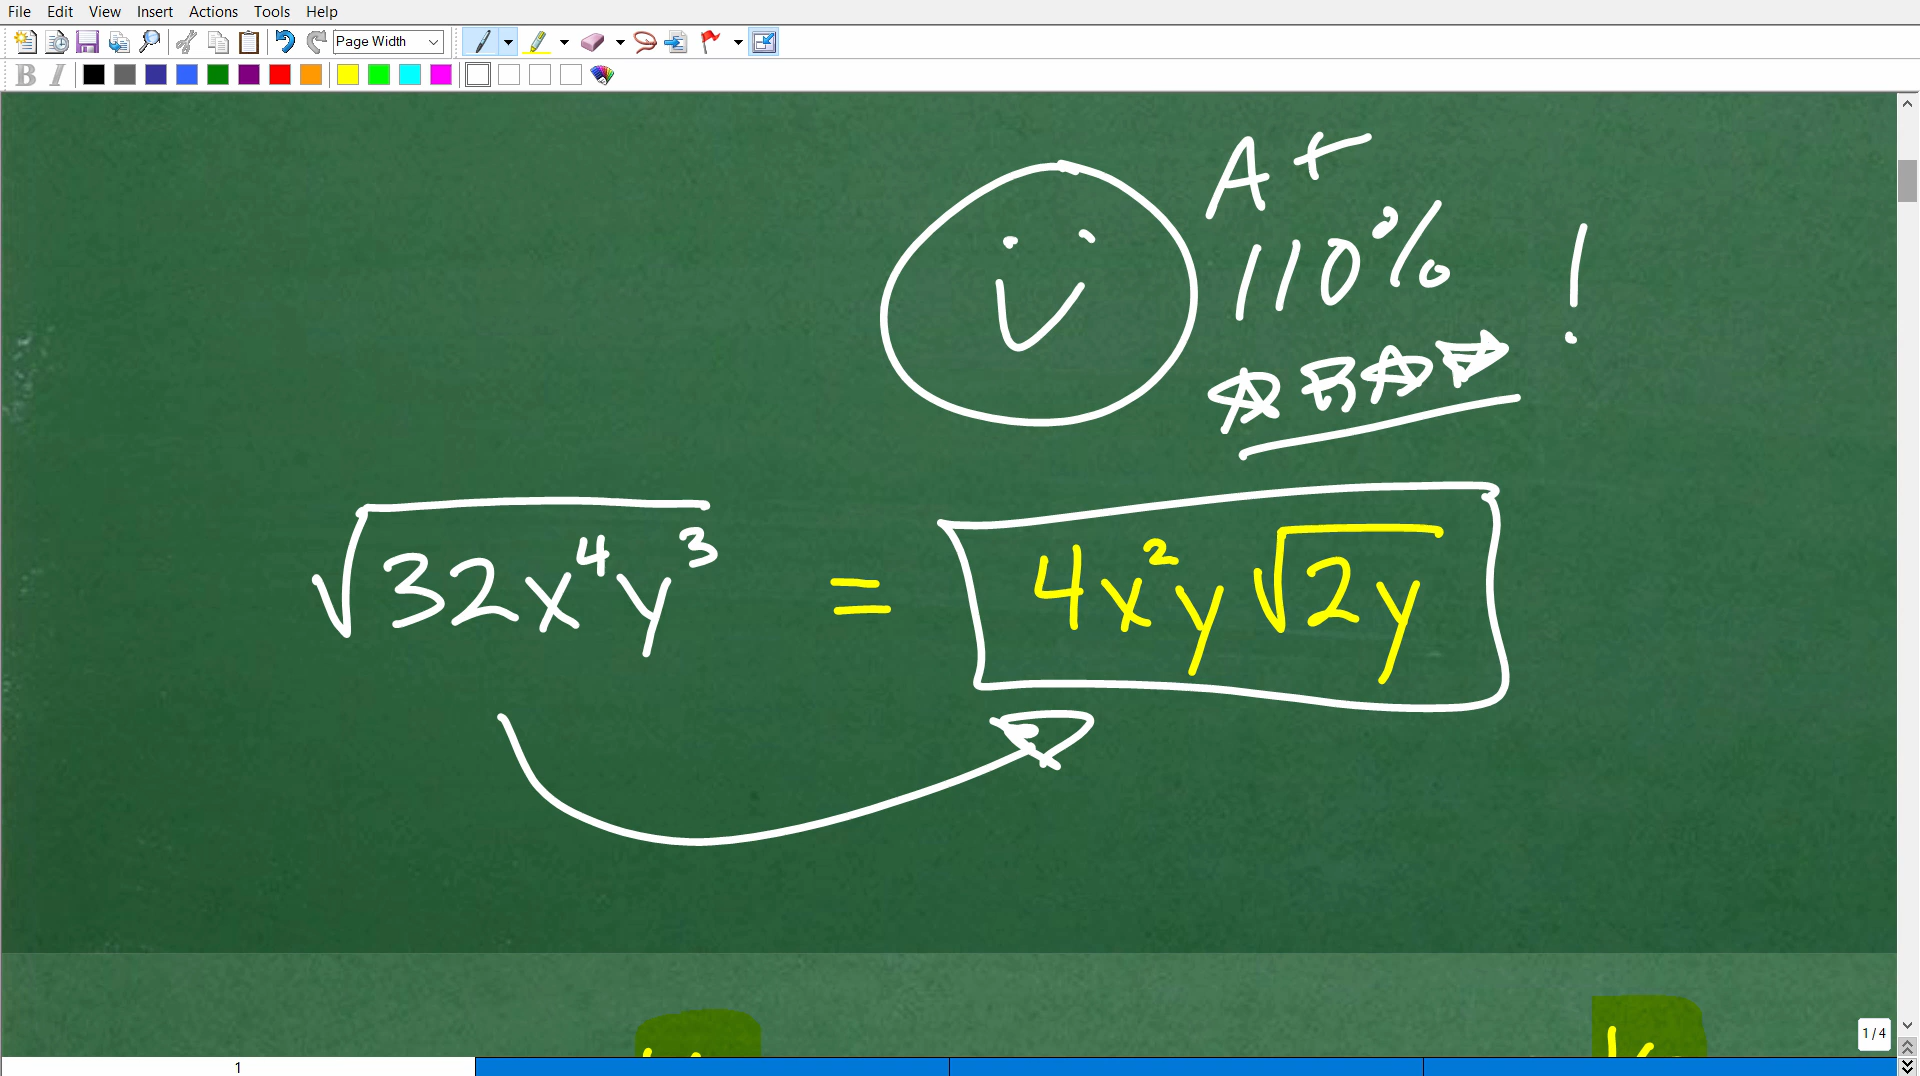 File Edit View Insert Actions Tools Help
Page Width
B I
A+
110% !
√32x⁴y³ = 4x²y√2y
1/4
1